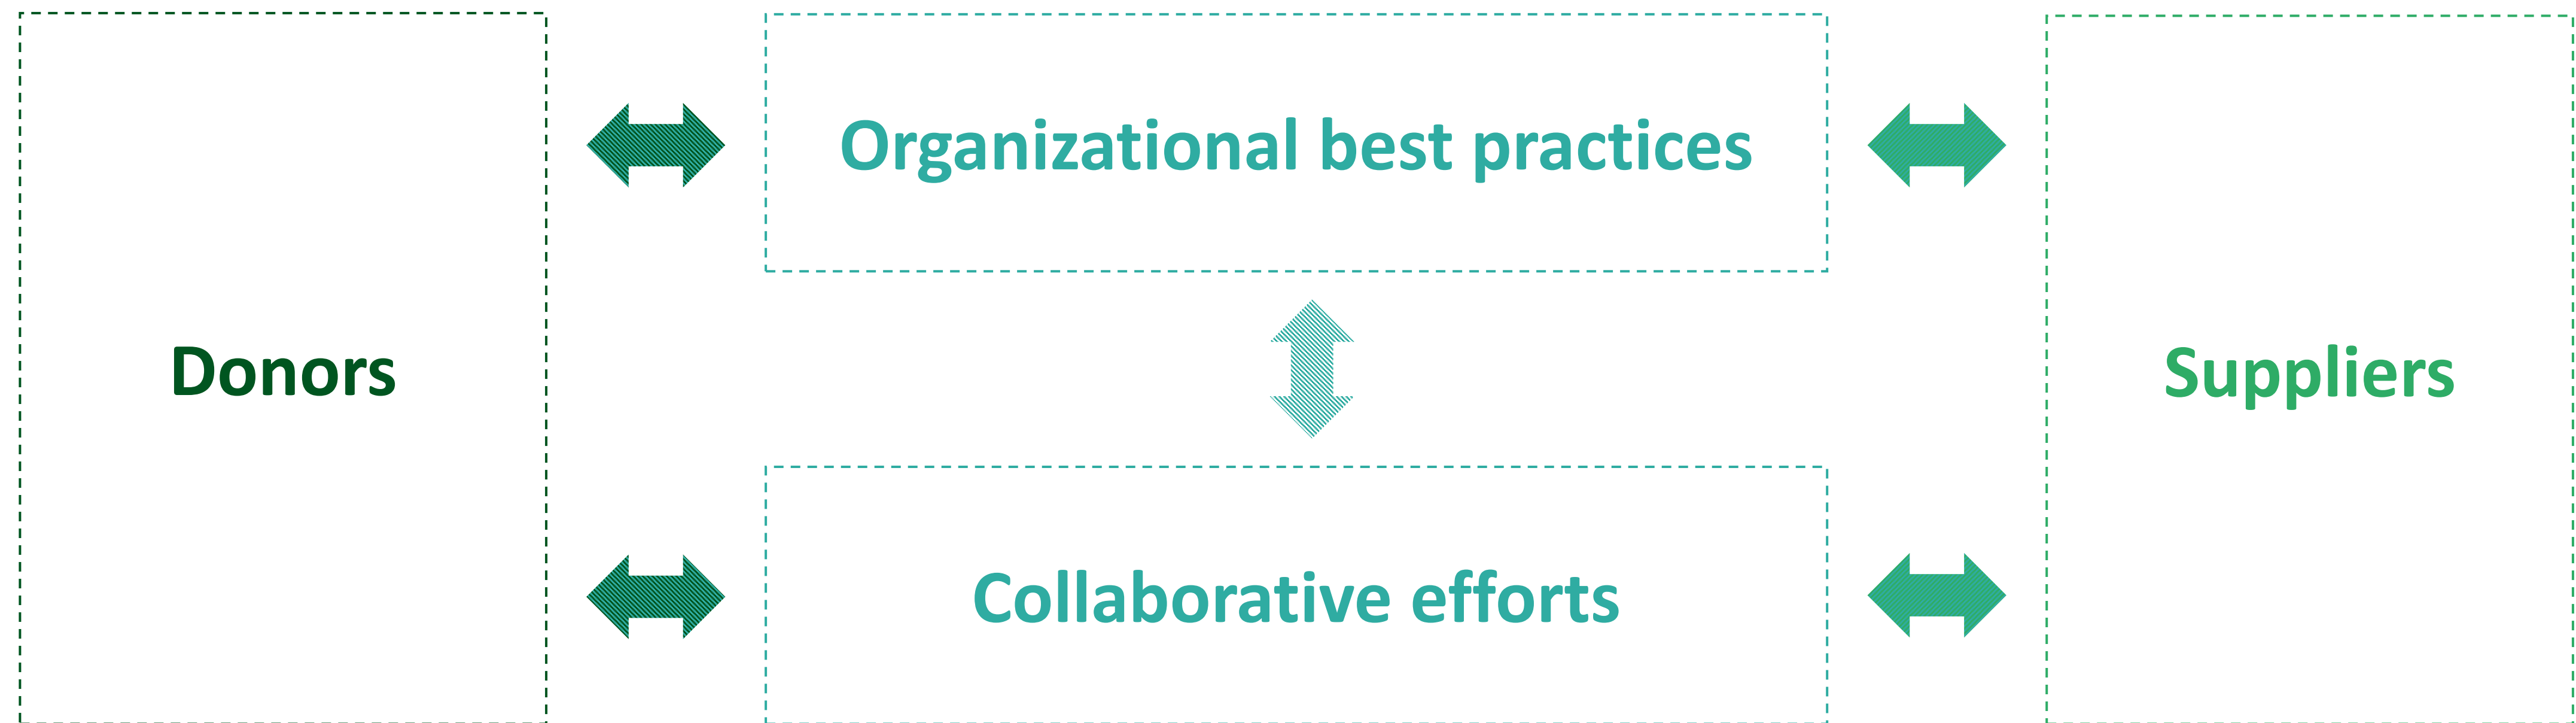 Organizational best practices
Donors
Suppliers
Collaborative efforts